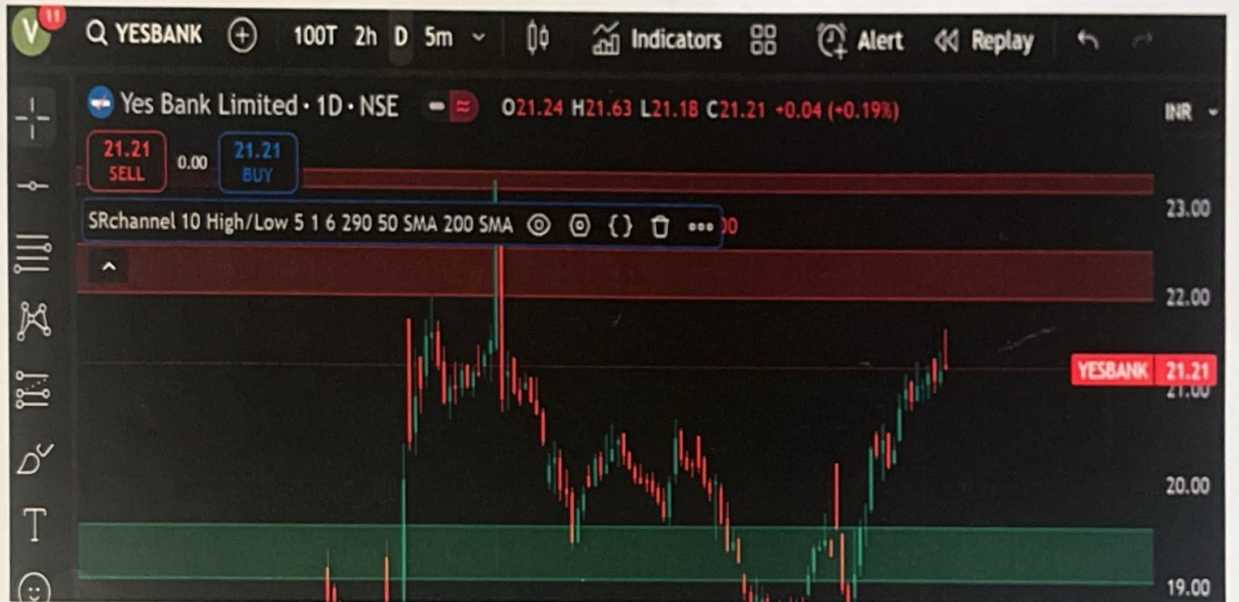 V 11 YESBANK 100T 2h D 5m Indicators Alert Replay
Yes Bank Limited · 1D · NSE O21.24 H21.63 L21.18 C21.21 +0.04 (+0.19%) INR
21.21 SELL 0.00 21.21 BUY
23.00
SRchannel 10 High/Low 5 1 6 290 50 SMA 200 SMA
22.00
YESBANK 21.21
21.00
20.00
T
19.00